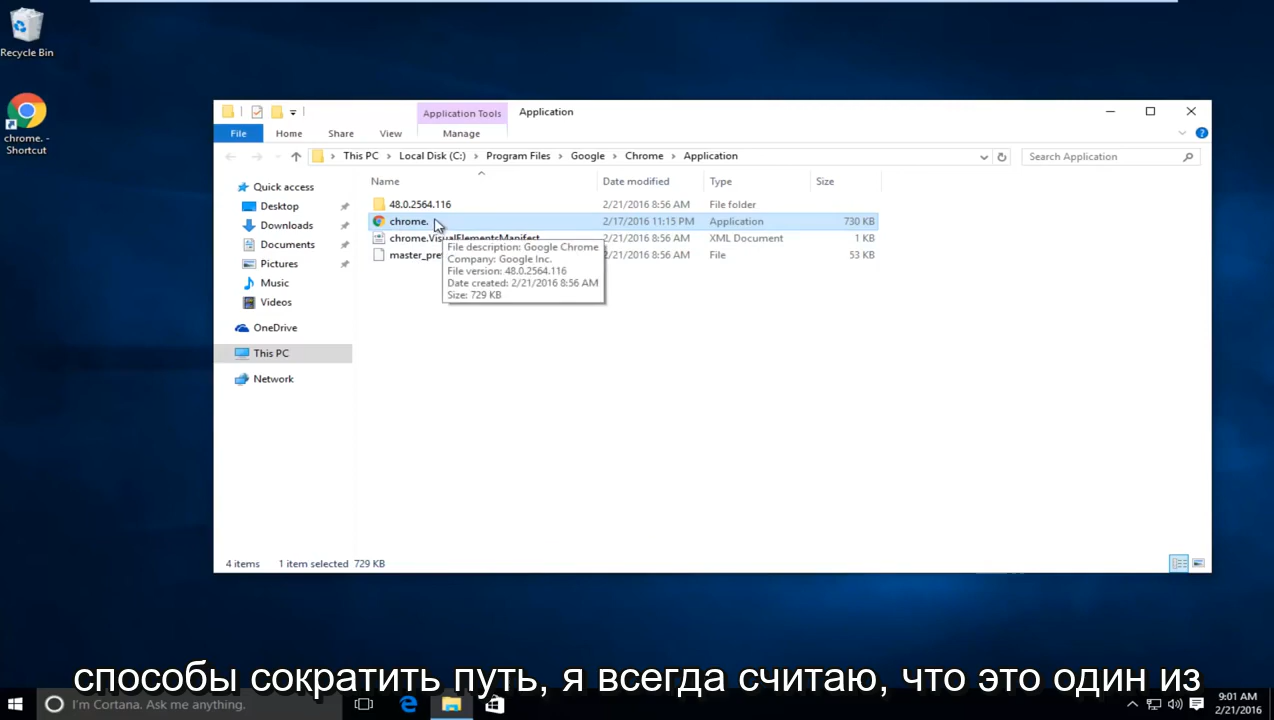 Recycle Bin
chrome. -
Shortcut
Application Tools
Application
File
Home
Share
View
Manage
This PC
Local Disk (C:)
Program Files
Google
Chrome
Application
Search Application
Name
Date modified
Type
Size
Quick access
Desktop
Downloads
Documents
Pictures
Music
Videos
OneDrive
This PC
Network
48.0.2564.116 2/21/2016 8:56 AM File folder
chrome. 2/17/2016 11:15 PM Application 730 KB
chrome.VisualElementsManifest 2/21/2016 8:56 AM XML Document 1 KB
master_pre 2/21/2016 8:56 AM File 53 KB
File description: Google Chrome
Company: Google Inc.
File version: 48.0.2564.116
Date created: 2/21/2016 8:56 AM
Size: 729 KB
4 items 1 item selected 729 KB
способы сократить путь, я всегда считаю, что это один из
I'm Cortana. Ask me anything.
9:01 AM
2/21/2016